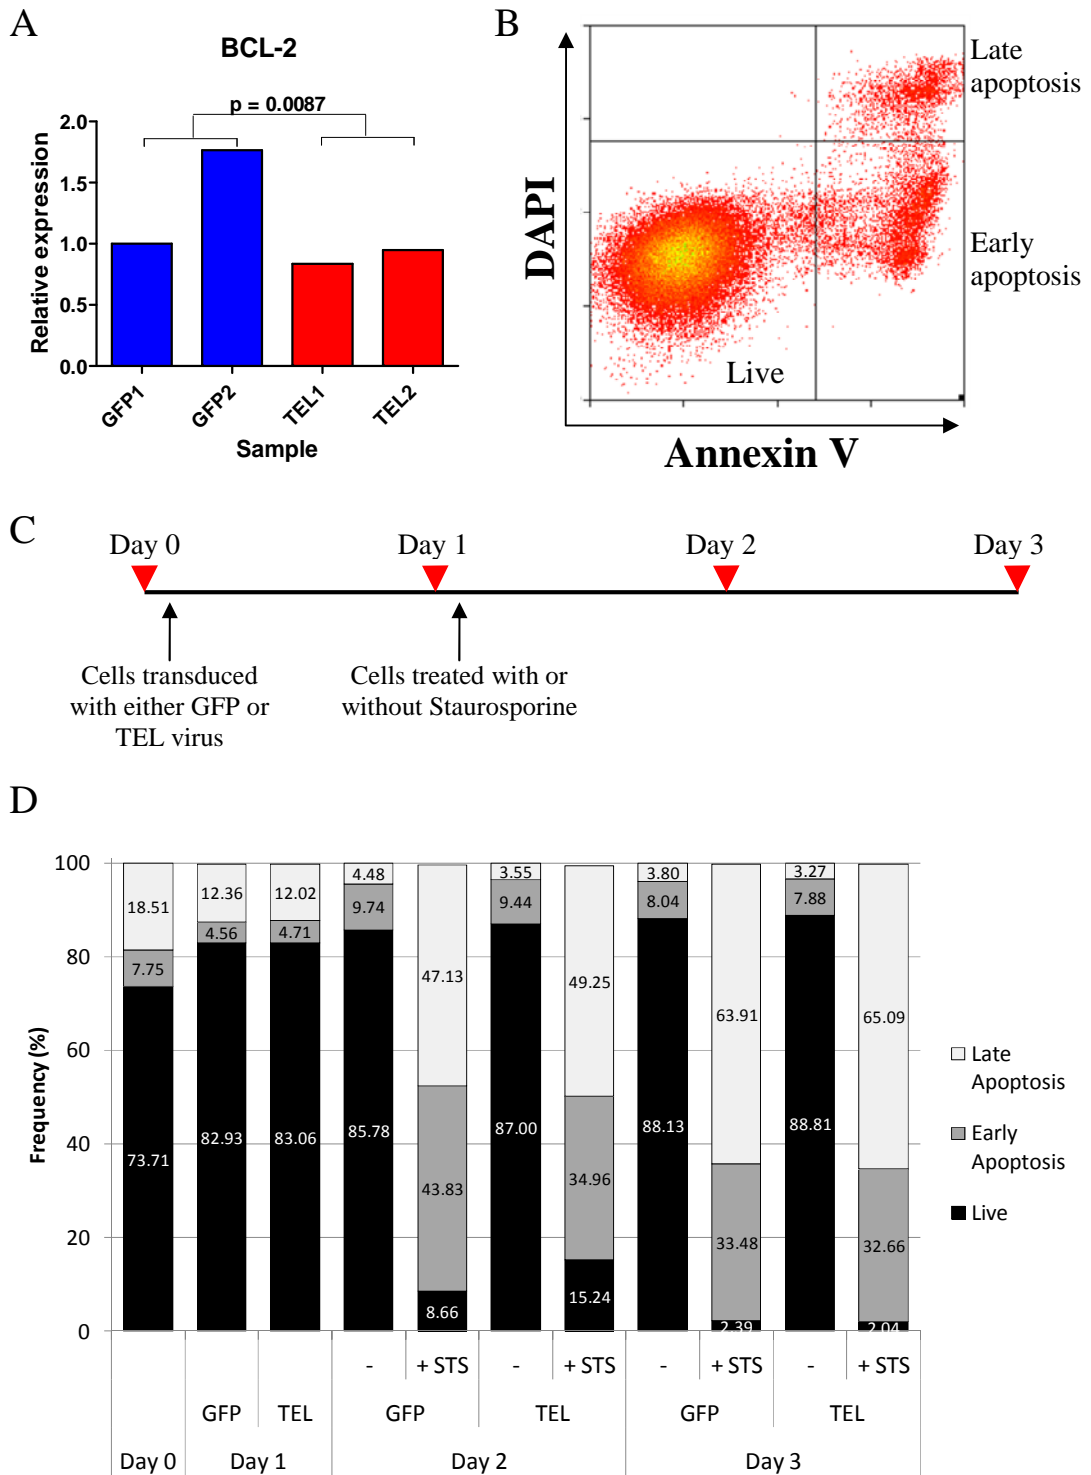 A
BCL-2
p = 0.0087
2.0
1.5
1.0
0.5
0.0
Relative expression
GFP1
GFP2
TEL1
TEL2
Sample
B
Late
apoptosis
Early
apoptosis
Live
DAPI
Annexin V
C
Day 0
Day 1
Day 2
Day 3
Cells transduced
with either GFP or
TEL virus
Cells treated with or
without Staurosporine
D
Frequency (%)
100
80
60
40
20
0
18.51
7.75
73.71
12.36
4.56
82.93
12.02
4.71
83.06
4.48
9.74
85.78
47.13
43.83
8.66
3.55
9.44
87.00
49.25
34.96
15.24
3.80
8.04
88.13
63.91
33.48
2.39
3.27
7.88
88.81
65.09
32.66
2.04
Late
Apoptosis
Early
Apoptosis
Live
- + STS - + STS - + STS - + STS
GFP TEL GFP TEL GFP TEL
Day 0 Day 1 Day 2 Day 3